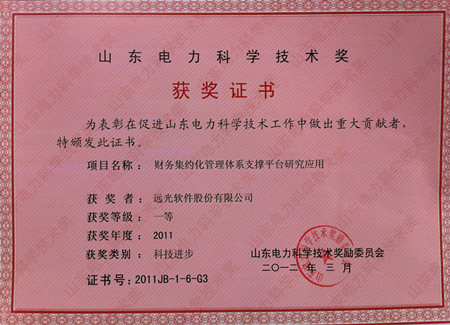 山东电力科学技术奖
获奖证书
为表彰在促进山东电力科学技术工作中做出重大贡献者，
特颁发此证书。
项目名称： 财务集约化管理体系支撑平台研究应用
获奖者： 远光软件股份有限公司
获奖等级： 一等
获奖年度： 2011
获奖类别： 科技进步
山东电力科学技术奖励委员会
二〇一二年三月
证书号：2011JB-1-6-G3